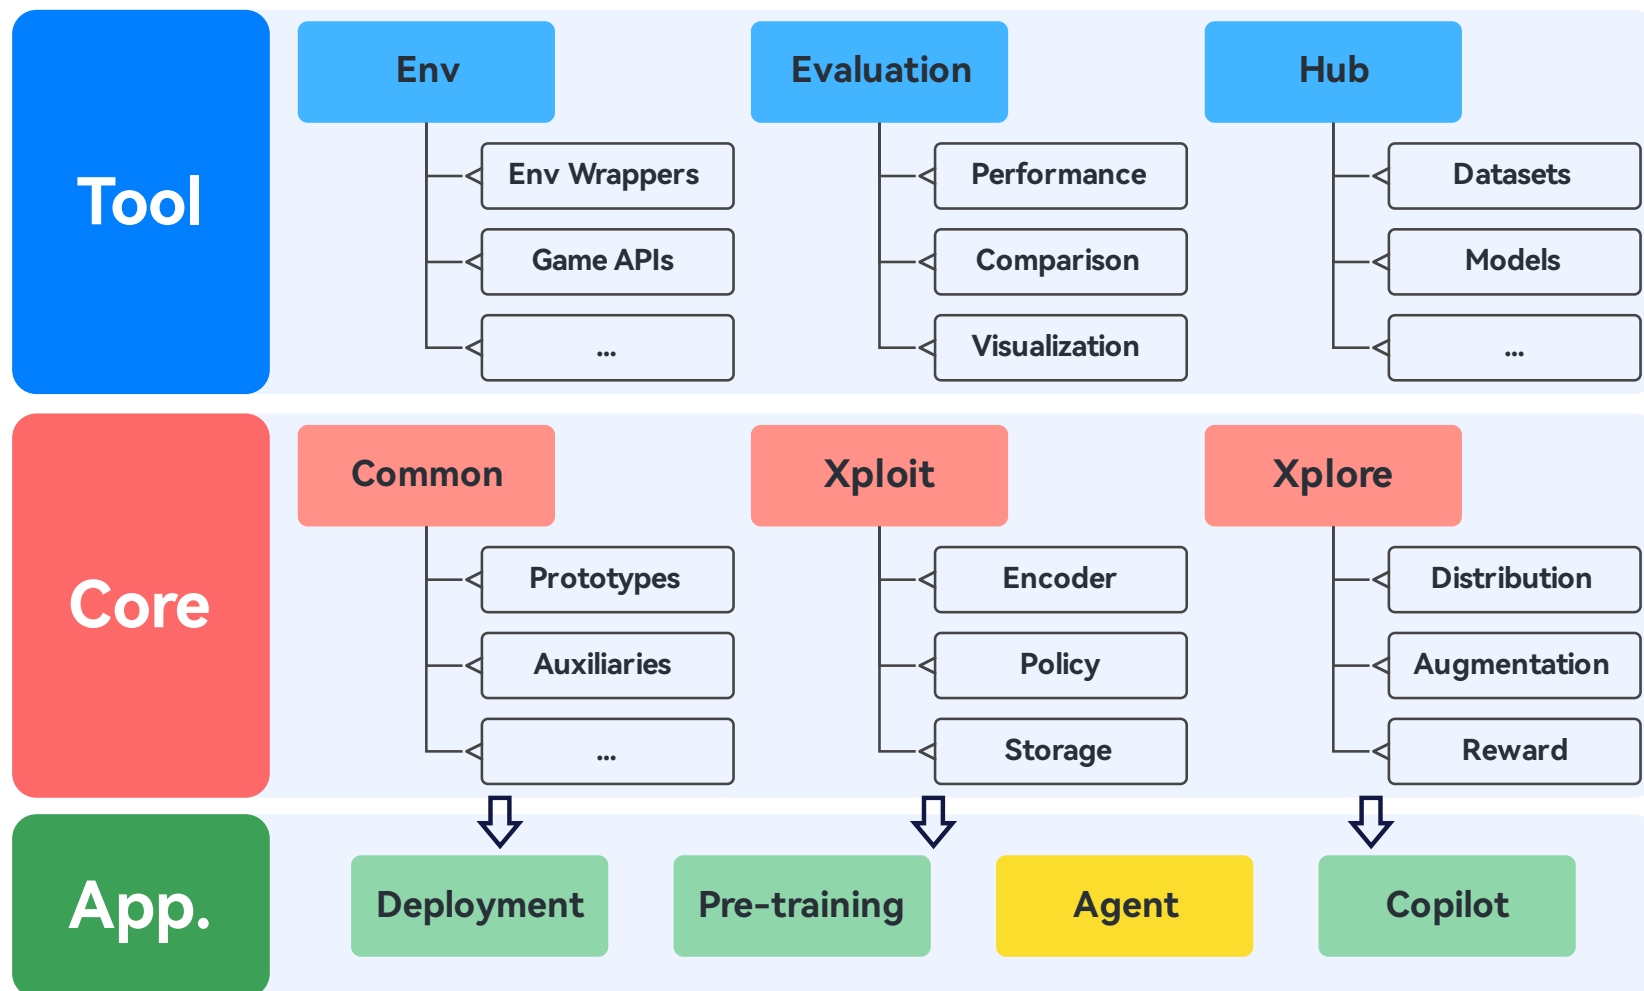 Tool
Env
Env Wrappers
Game APIs
...
Evaluation
Performance
Comparison
Visualization
Hub
Datasets
Models
...
Core
Common
Prototypes
Auxiliaries
...
Xploit
Encoder
Policy
Storage
Xplore
Distribution
Augmentation
Reward
App.
Deployment
Pre-training
Agent
Copilot